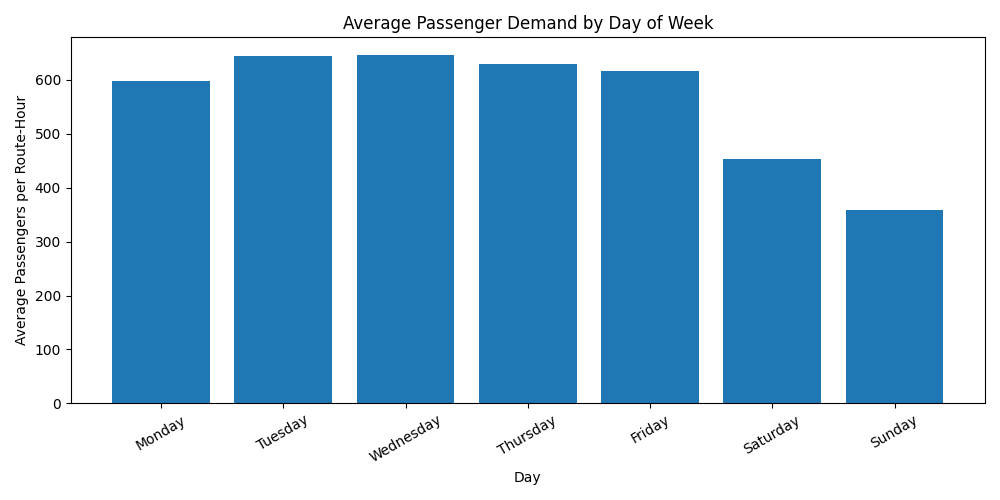 Average Passenger Demand by Day of Week
Average Passengers per Route-Hour
600
500
400
300
200
100
0
Monday
Tuesday
Wednesday
Thursday
Friday
Saturday
Sunday
Day